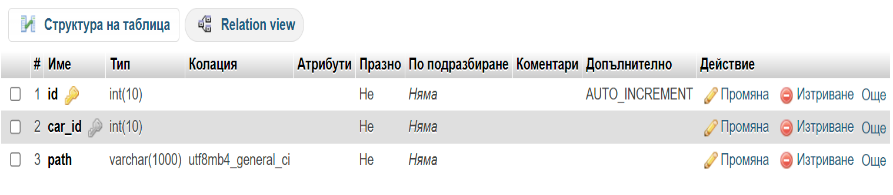 Структура на таблица Relation view
# Име Тип Колация Атрибути Празно По подразбиране Коментари Допълнително Действие
1 id int(10) Не Няма AUTO_INCREMENT Промяна Изтриване Още
2 car_id int(10) Не Няма Промяна Изтриване Още
3 path varchar(1000) utf8mb4_general_ci Не Няма Промяна Изтриване Още